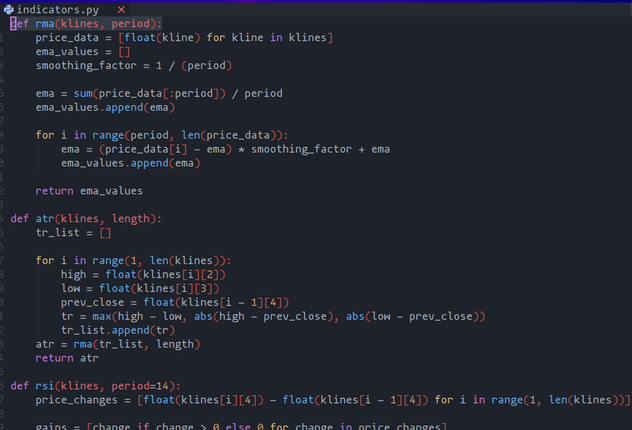 indicators.py ×
def rma(klines, period):
    price_data = [float(kline) for kline in klines]
    ema_values = []
    smoothing_factor = 1 / (period)
    ema = sum(price_data[:period]) / period
    ema_values.append(ema)
    for i in range(period, len(price_data)):
        ema = (price_data[i] - ema) * smoothing_factor + ema
        ema_values.append(ema)
    return ema_values
def atr(klines, length):
    tr_list = []
    for i in range(1, len(klines)):
        high = float(klines[i][2])
        low = float(klines[i][3])
        prev_close = float(klines[i - 1][4])
        tr = max(high - low, abs(high - prev_close), abs(low - prev_close))
        tr_list.append(tr)
    atr = rma(tr_list, length)
    return atr
def rsi(klines, period=14):
    price_changes = [float(klines[i][4]) - float(klines[i - 1][4]) for i in range(1, len(klines))]
    gains = [change if change > 0 else 0 for change in price_changes]